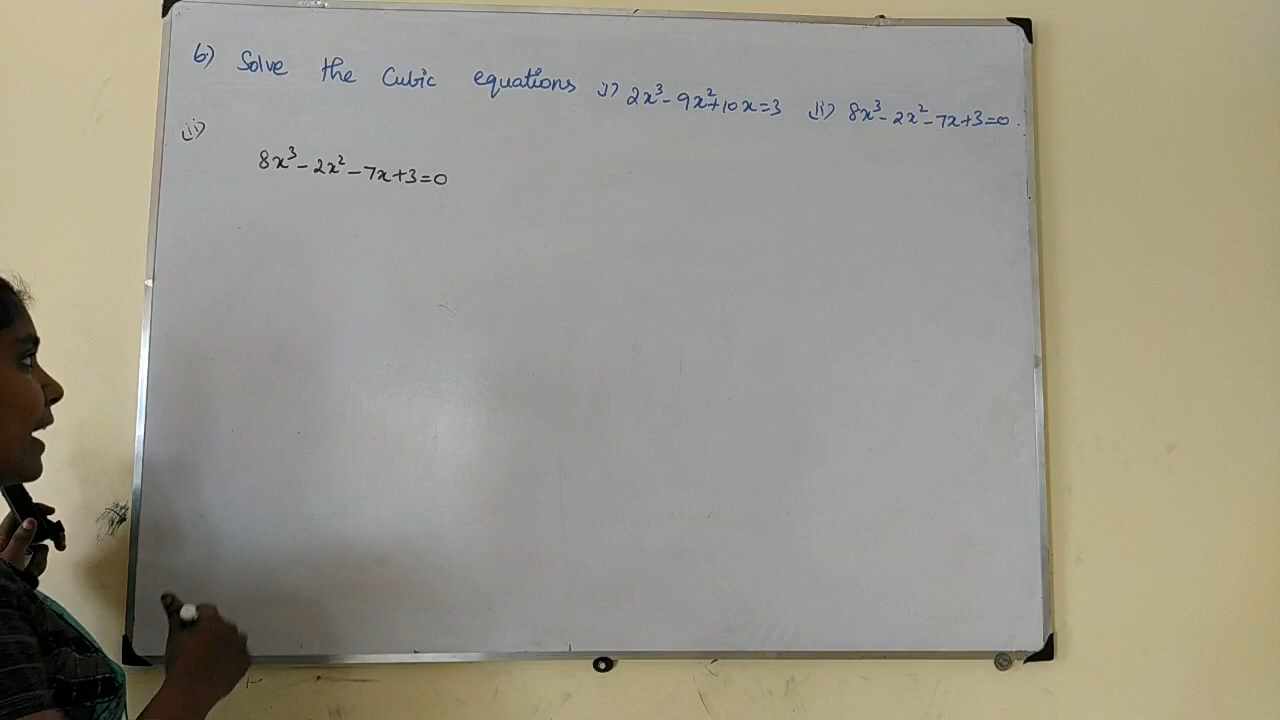 6) Solve the Cubic equations i) 2x³-9x²+10x=3 ii) 8x³-2x²-7x+3=0.
ii)
8x³-2x²-7x+3=0